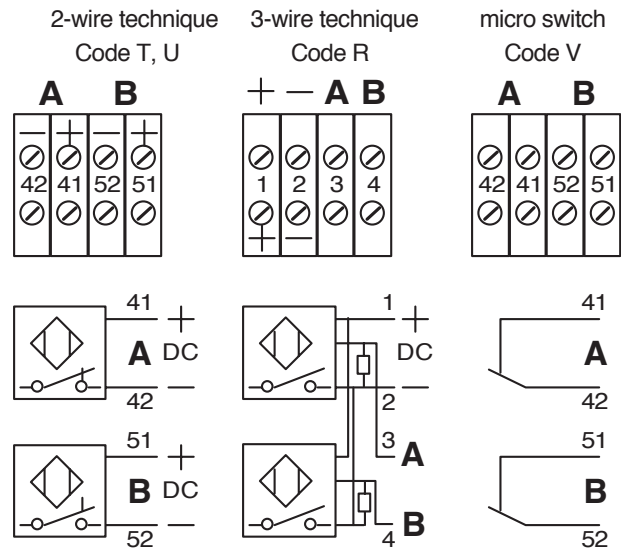 2-wire technique 3-wire technique micro switch
Code T, U Code R Code V
A B + — A B A B
— + — +
42 41 52 51 1 2 3 4 42 41 52 51
+ —
41 1 41
+ +
A DC DC A
— —
42 2 42
51 3 51
+ A
B DC B
— B
52 4 52